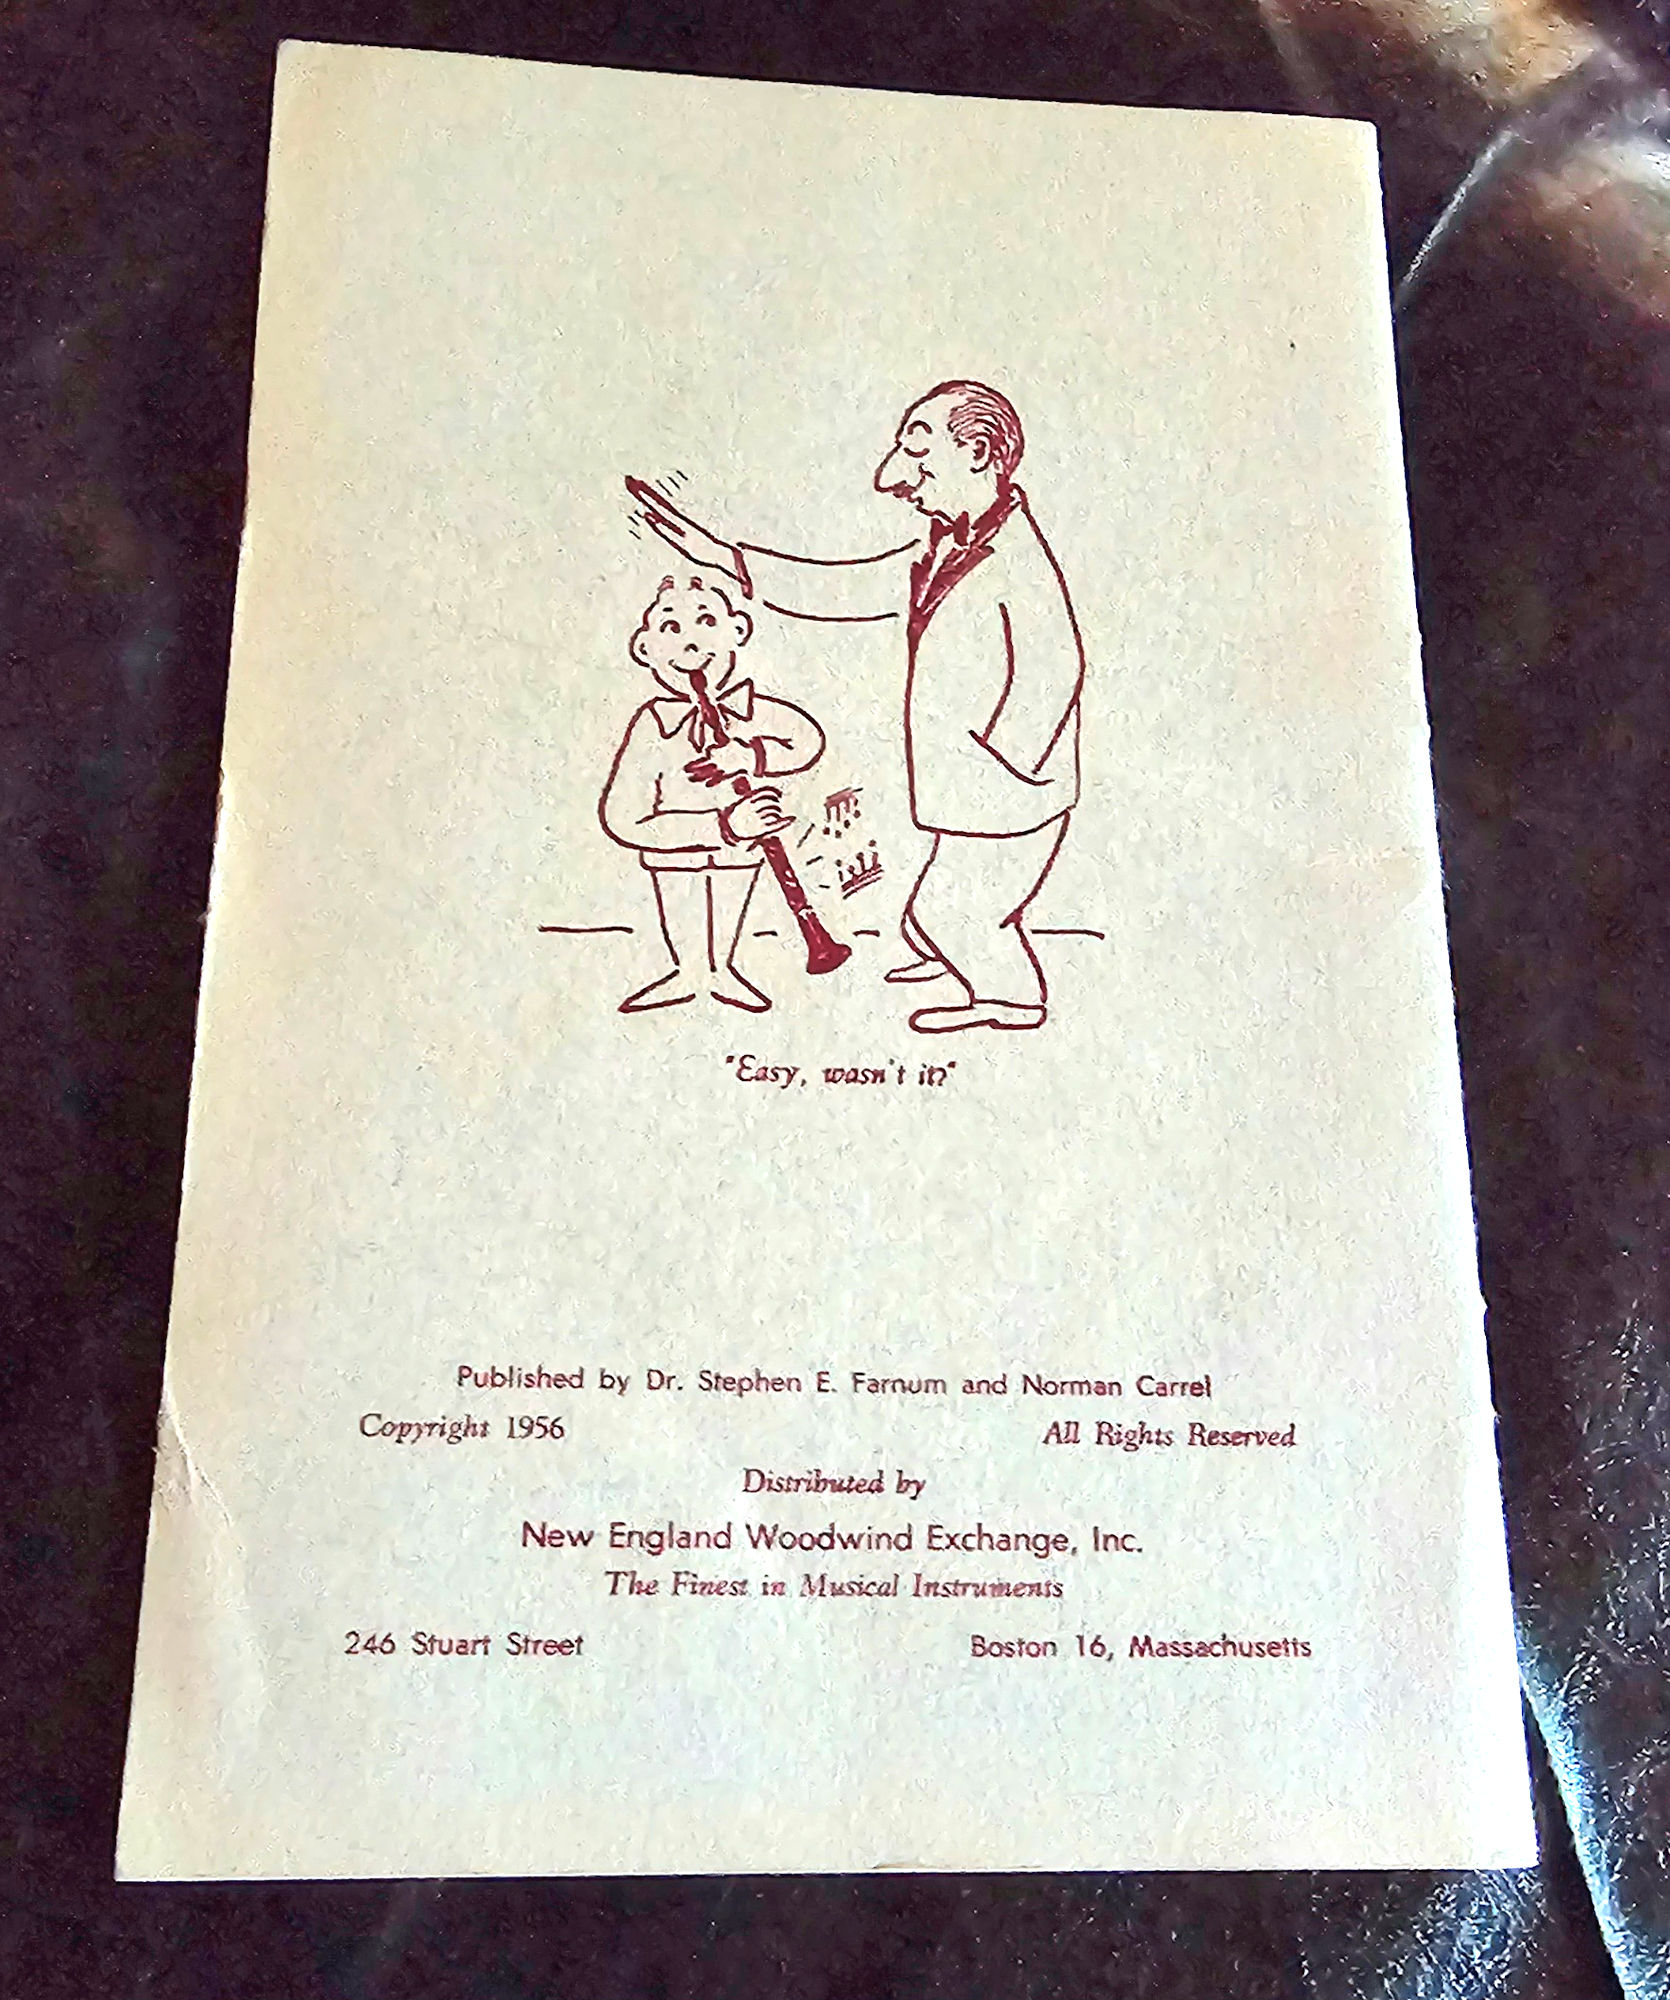 "Easy, wasn't it?"
Published by Dr. Stephen E. Farnum and Norman Carrel
Copyright 1956 All Rights Reserved
Distributed by
New England Woodwind Exchange, Inc.
The Finest in Musical Instruments
246 Stuart Street Boston 16, Massachusetts